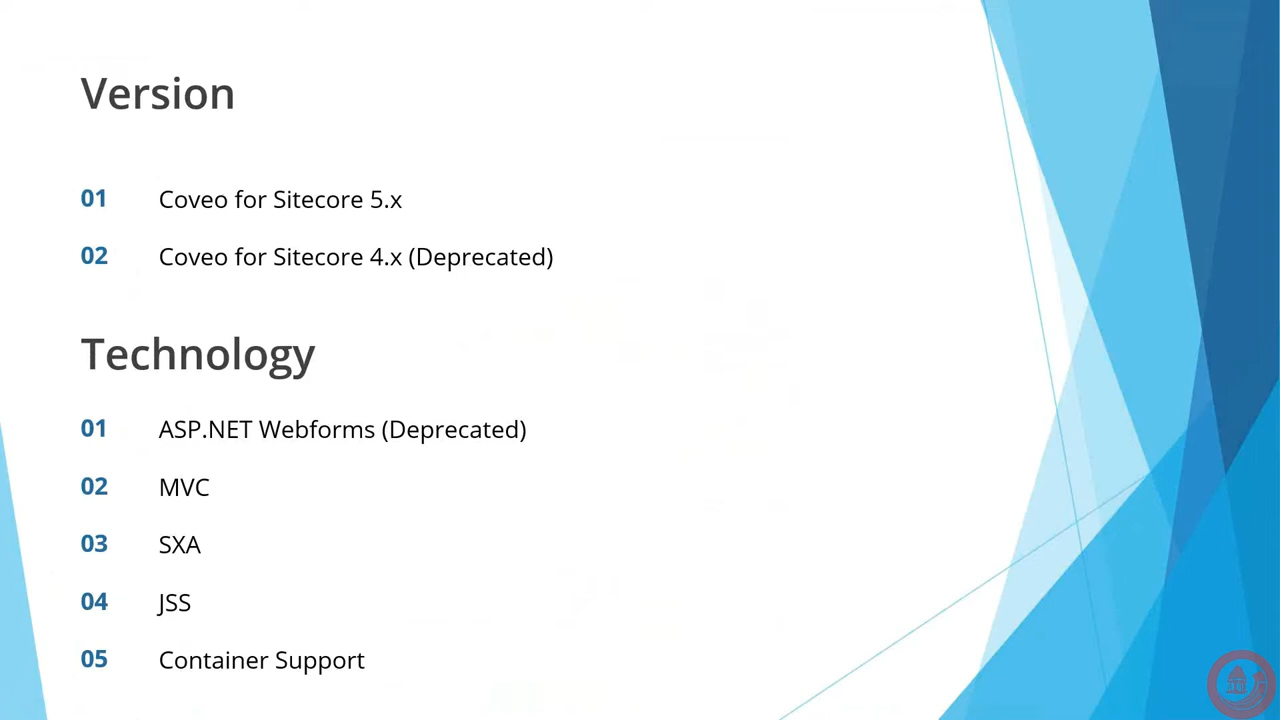 Version
01 Coveo for Sitecore 5.x
02 Coveo for Sitecore 4.x (Deprecated)
Technology
01 ASP.NET Webforms (Deprecated)
02 MVC
03 SXA
04 JSS
05 Container Support